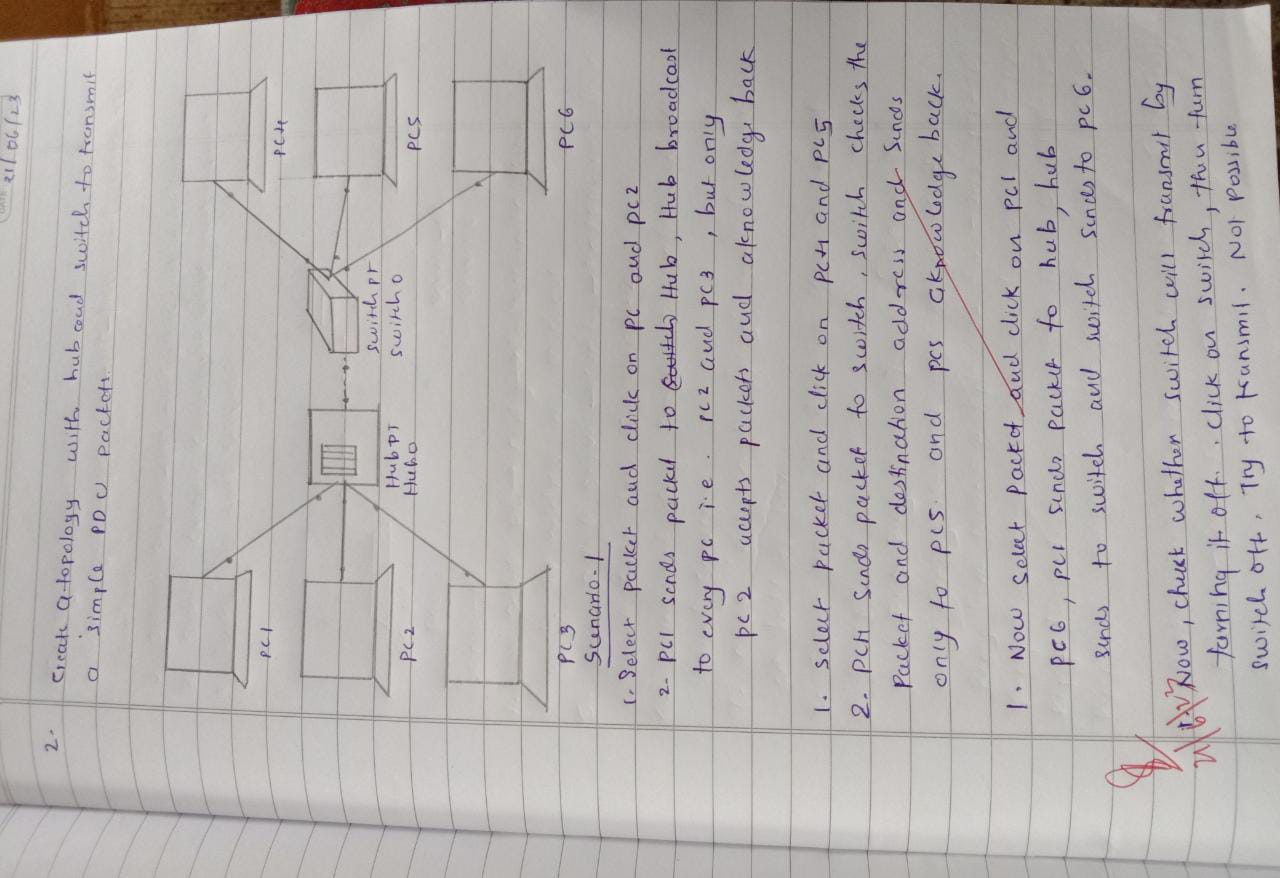 DATE 21/06/23
2. Create a topology with hub and switch to transmit
a simple PDU packets.
PC1
PC2
PC3
Hub PT
Hub0
Switch PT
Switch 0
PC4
PC5
PC6
Scenario-1
1. Select packet and click on PC and PC2
2. PC1 sends packet to Switch Hub, Hub broadcast
to every PC i.e. PC2 and PC3, but only
PC2 accepts packets and aknowledge back
1. Select packet and click on PC4 and PC5
2. PC4 sends packet to switch, switch checks the
Packet and destination address and sends
only to PC5. and PC5 aknowledge back.
1. Now select packet and click on PC1 and
PC6, PC1 sends packet to hub, hub
sends to switch and switch sends to PC6.
1. Now, check whether switch will transmit by
turning it off. Click on switch, then turn
switch off. Try to transmit. Not possible
21/6/23